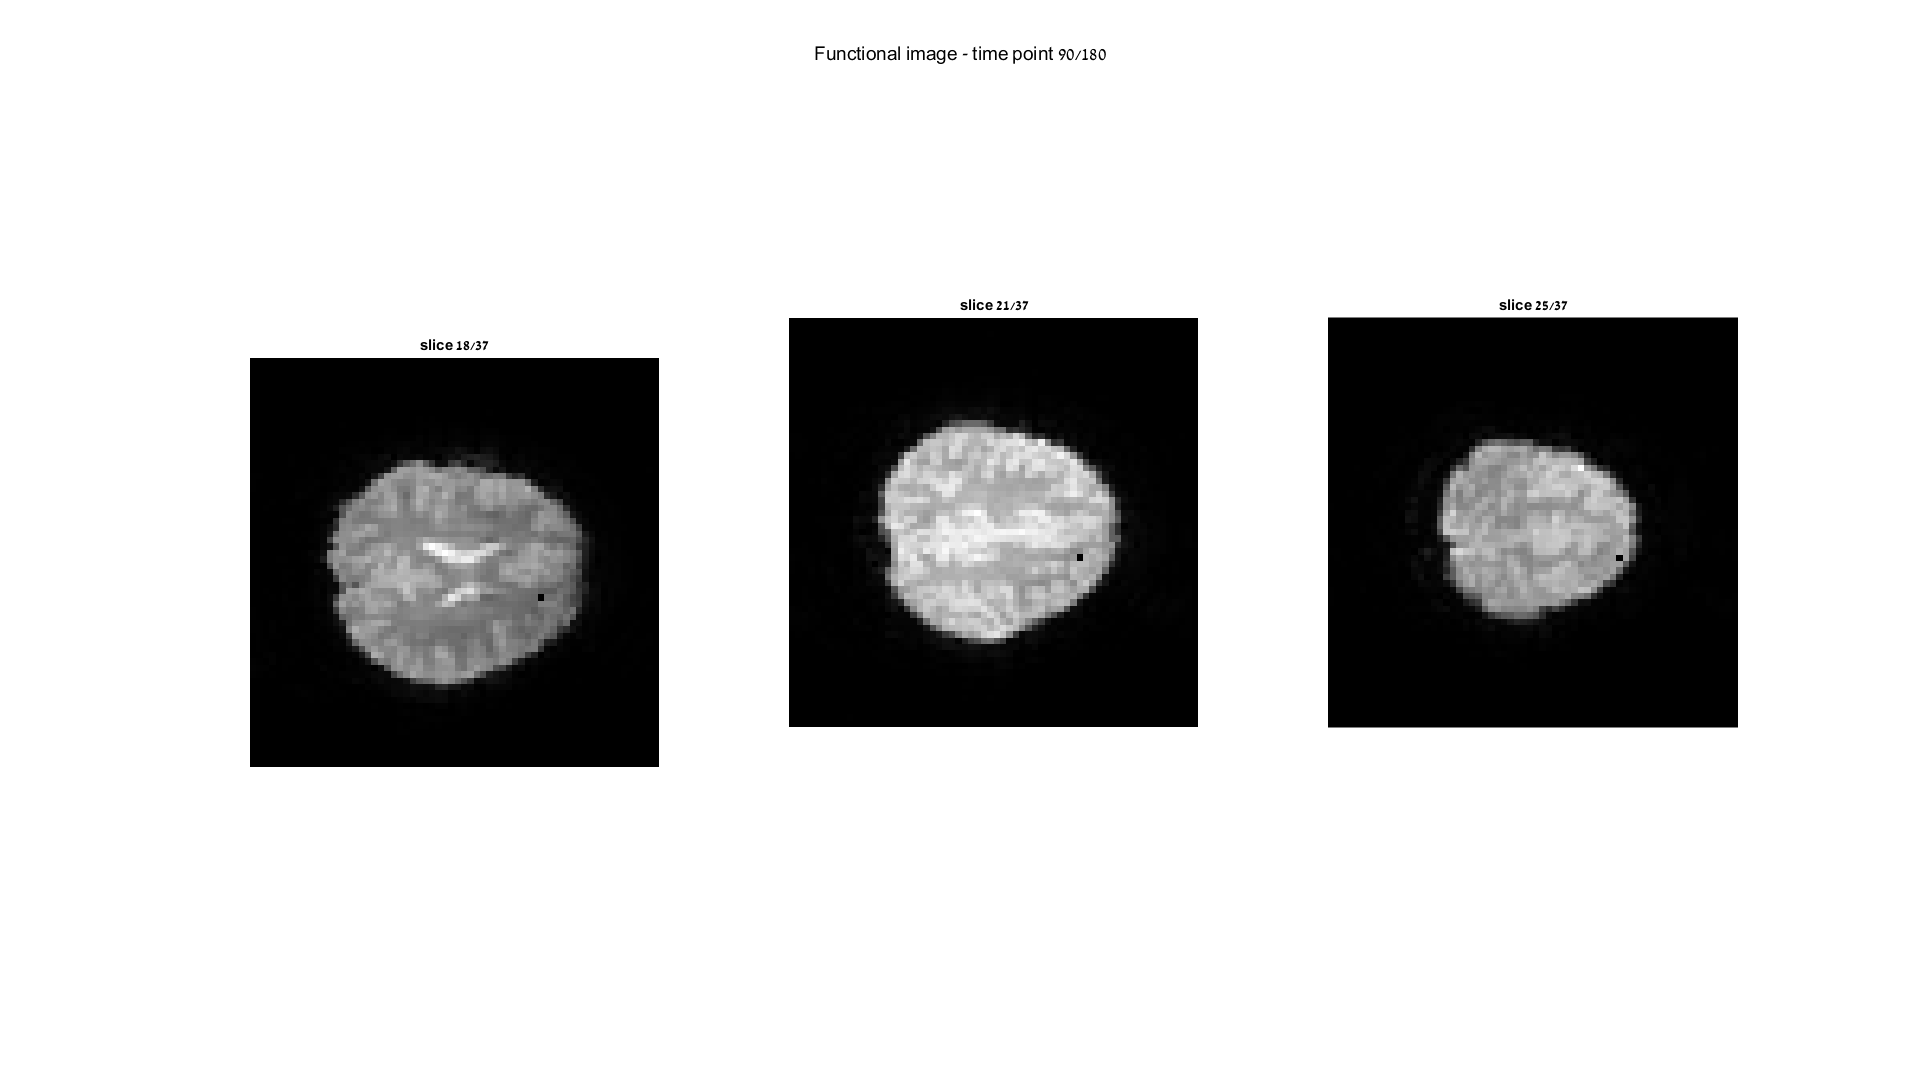 Functional image - time point 90/180
slice 18/37
slice 21/37
slice 25/37